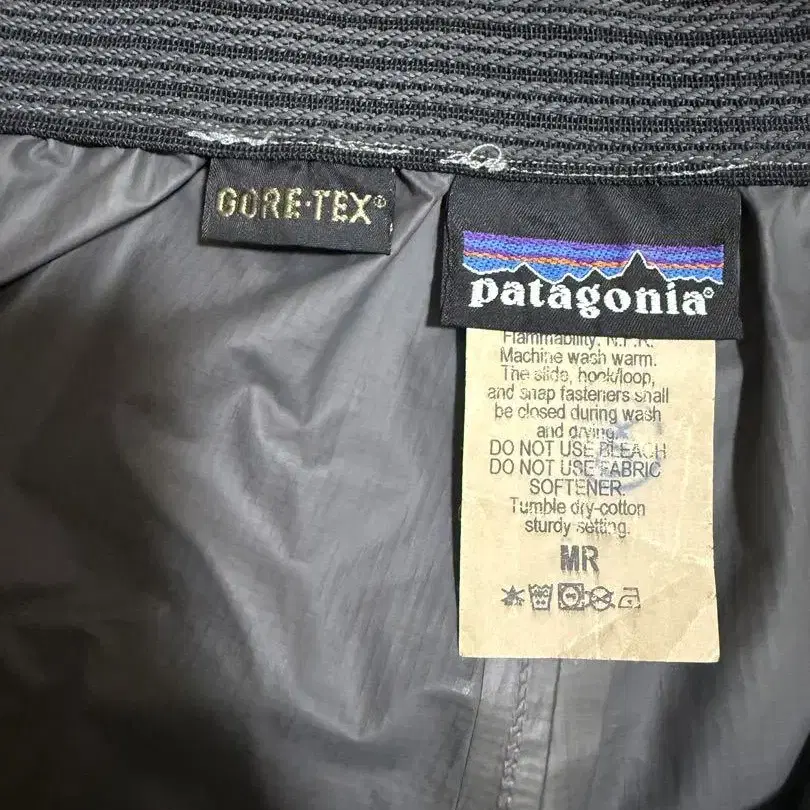 GORE-TEX®
patagonia®
Flammability. N.F.R.
Machine wash warm.
The slide, hook/loop,
and snap fasteners shall
be closed during wash
and drying.
DO NOT USE BLEACH
DO NOT USE FABRIC
SOFTENER.
Tumble dry-cotton
sturdy setting.
MR